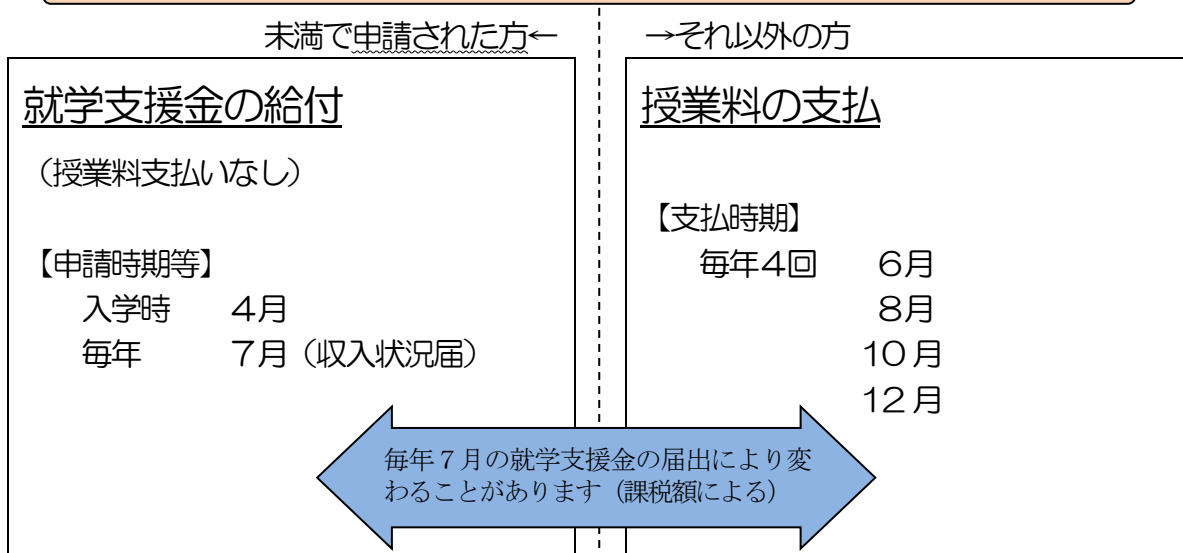 未満で申請された方←
→それ以外の方
就学支援金の給付
（授業料支払いなし）
【申請時期等】
入学時　４月
毎年　７月（収入状況届）
授業料の支払
【支払時期】
毎年４回　６月
８月
10月
12月
毎年７月の就学支援金の届出により変
わることがあります（課税額による）